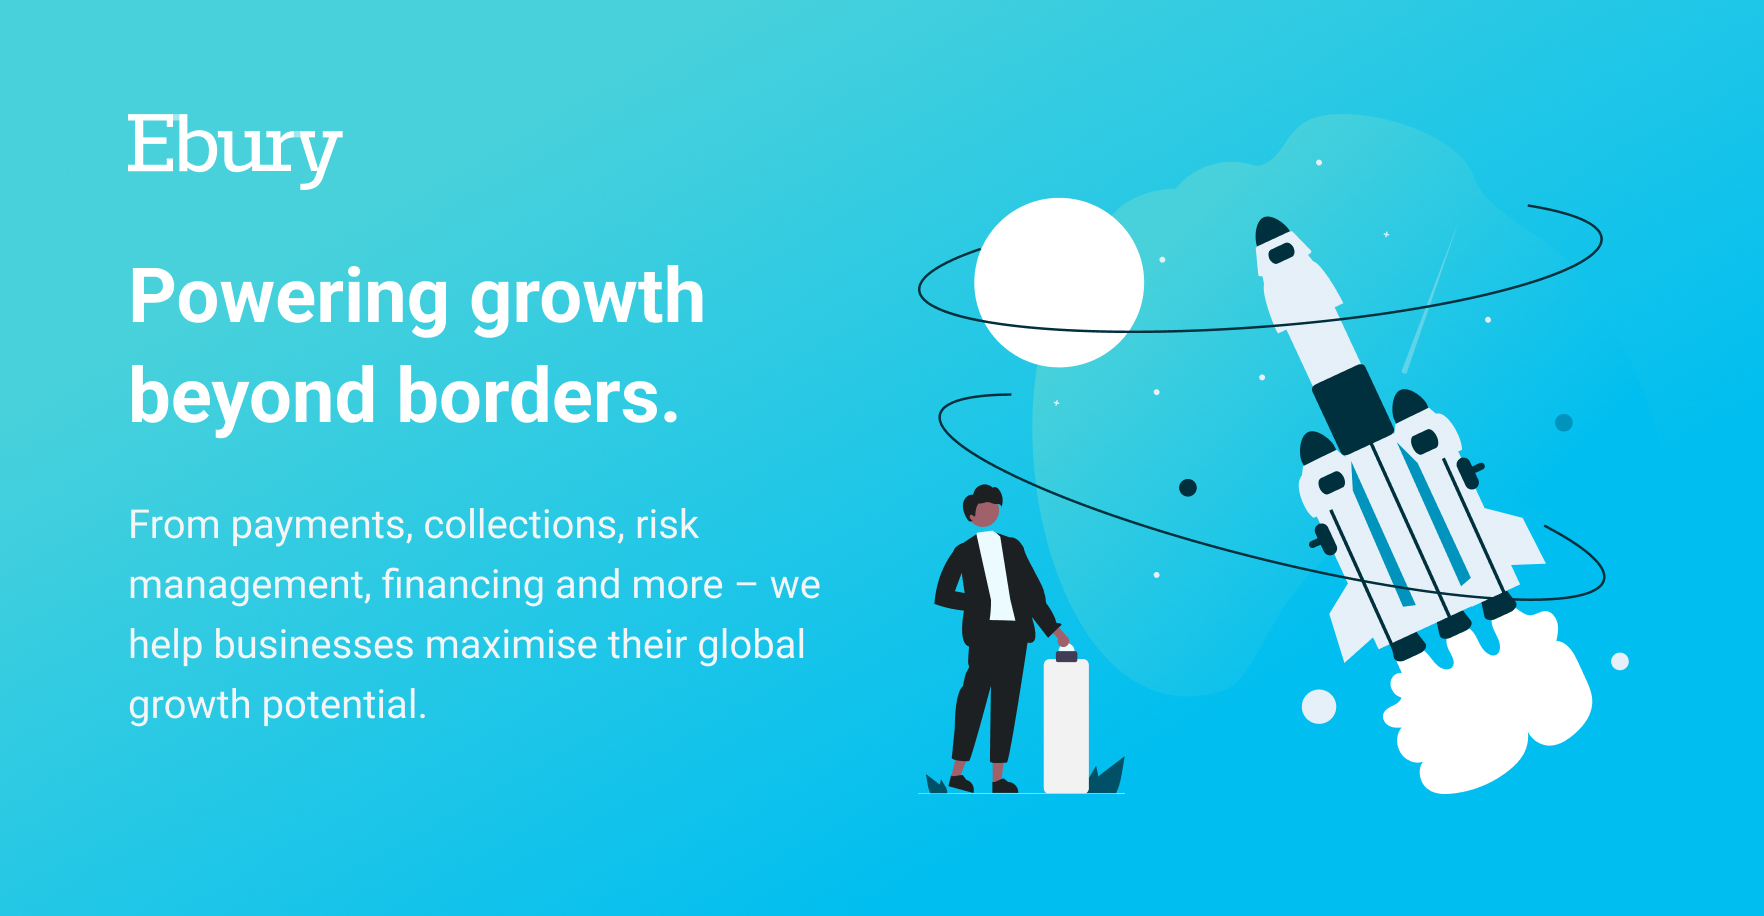 Ebury
Powering growth
beyond borders.
From payments, collections, risk
management, financing and more – we
help businesses maximise their global
growth potential.